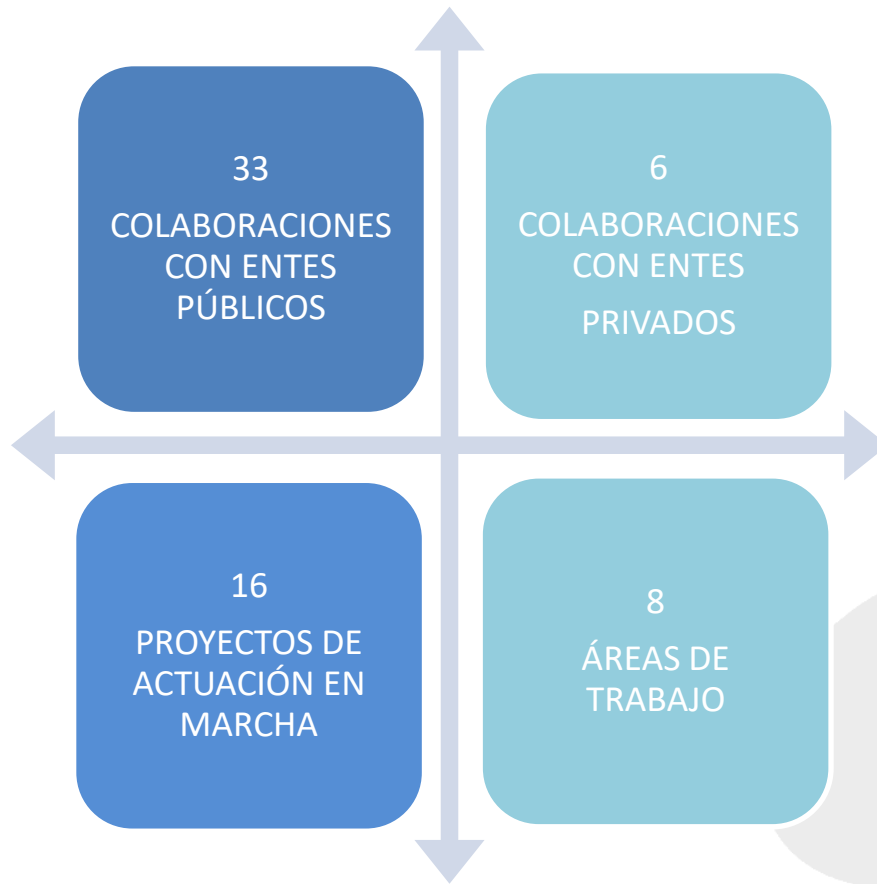 33
COLABORACIONES
CON ENTES
PÚBLICOS
6
COLABORACIONES
CON ENTES
PRIVADOS
16
PROYECTOS DE
ACTUACIÓN EN
MARCHA
8
ÁREAS DE
TRABAJO